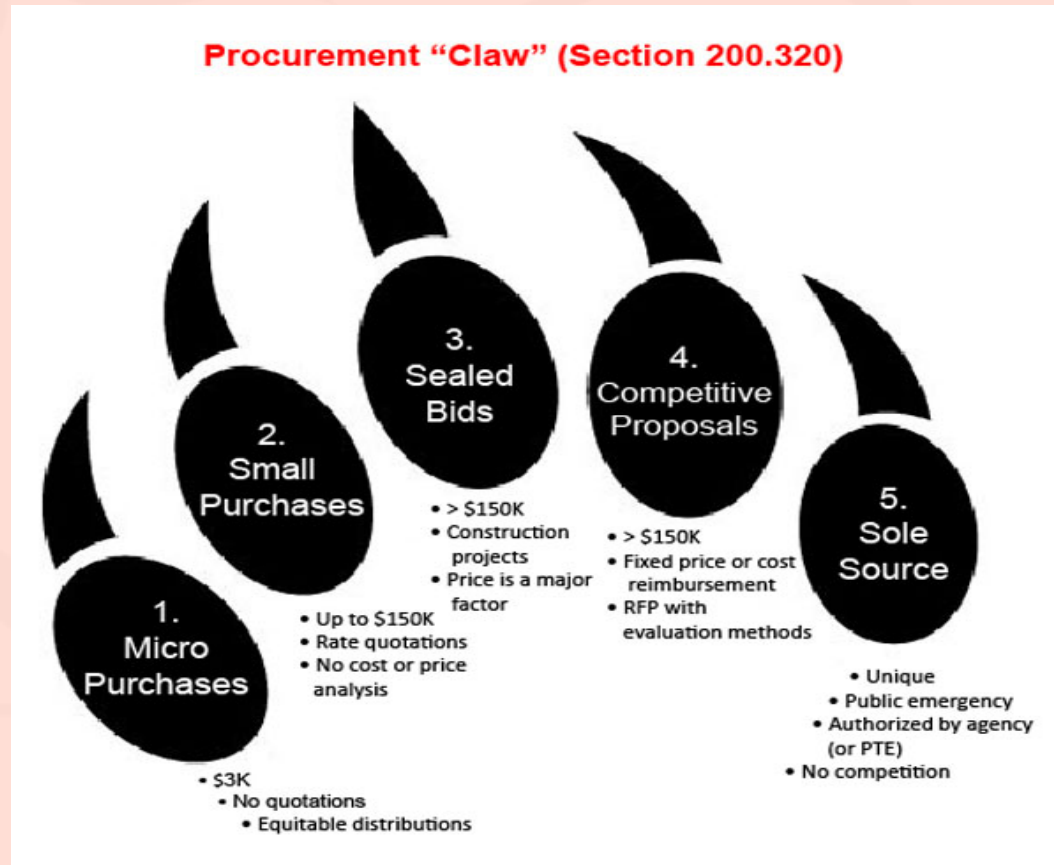 Procurement “Claw” (Section 200.320)
1.
Micro
Purchases
• $3K
• No quotations
• Equitable distributions
2.
Small
Purchases
• Up to $150K
• Rate quotations
• No cost or price
analysis
3.
Sealed
Bids
• > $150K
• Construction
projects
• Price is a major
factor
4.
Competitive
Proposals
• > $150K
• Fixed price or cost
reimbursement
• RFP with
evaluation methods
5.
Sole
Source
• Unique
• Public emergency
• Authorized by agency
(or PTE)
• No competition